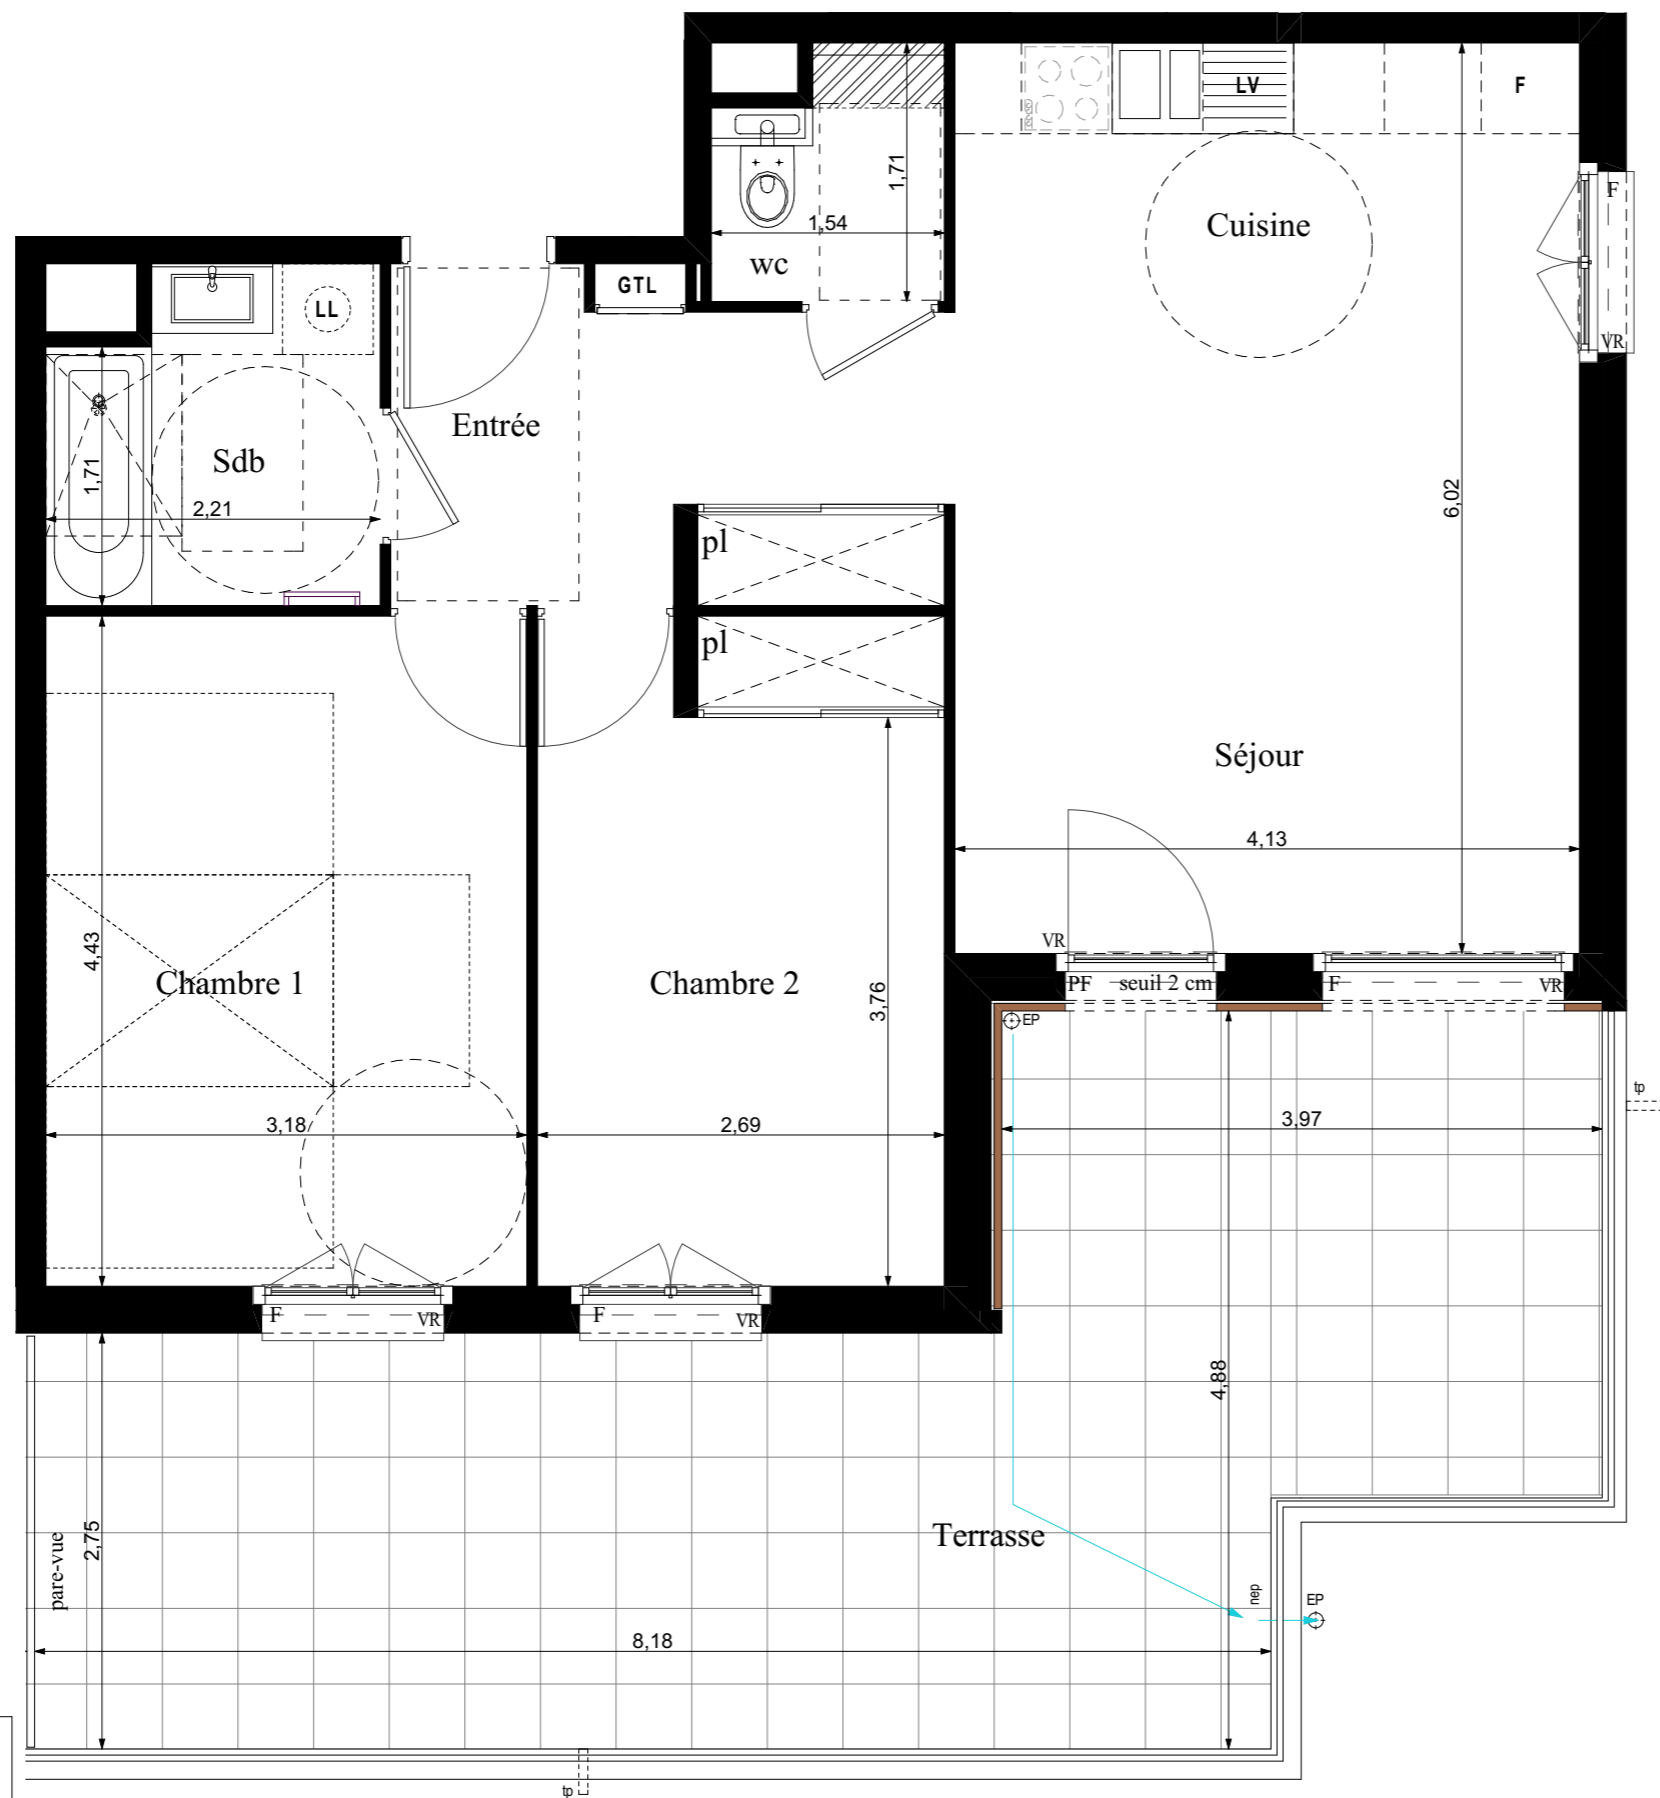 LV
F
1,71
Cuisine
F
1,54
wc
GTL
LL
VR
Entrée
Sdb
1,71
2,21
6,02
pl
pl
Séjour
4,13
4,43
Chambre 1
Chambre 2
3,76
VR
PF
seuil 2 cm
F
VR
EP
tp
3,18
2,69
3,97
F
VR
F
VR
4,88
pare-vue
2,75
Terrasse
nep
EP
8,18
tp